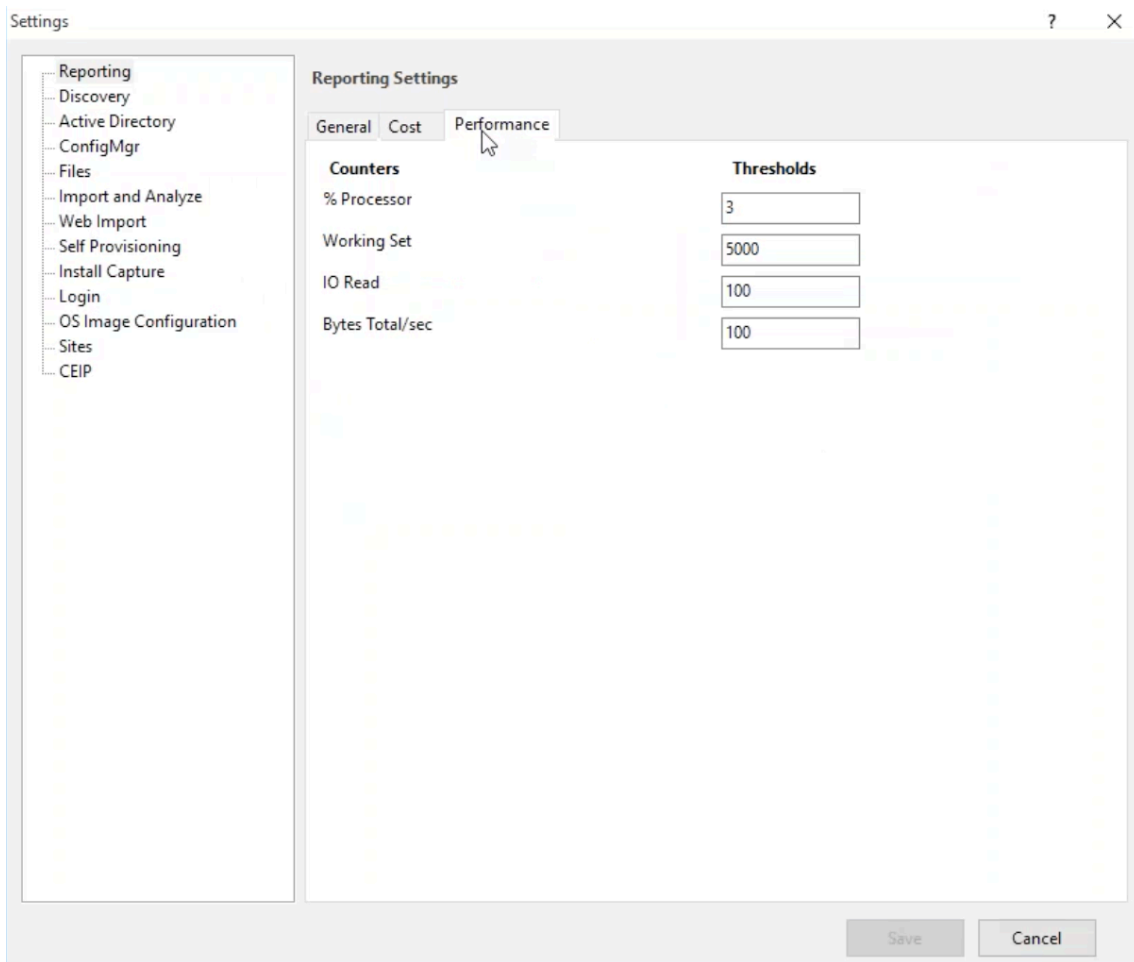 Settings
?
Reporting
Discovery
Active Directory
ConfigMgr
Files
Import and Analyze
Web Import
Self Provisioning
Install Capture
Login
OS Image Configuration
Sites
CEIP
Reporting Settings
General Cost Performance
Counters Thresholds
% Processor 3
Working Set 5000
IO Read 100
Bytes Total/sec 100
Save Cancel